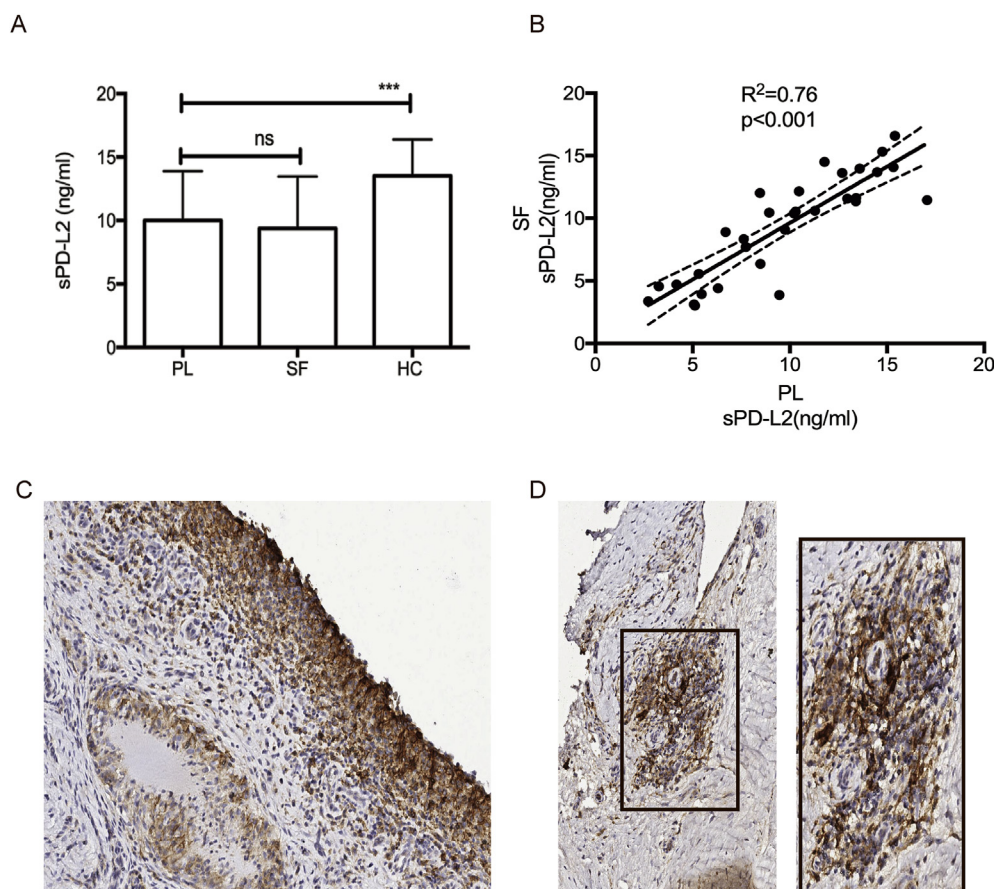 A
20
15
10
5
0
sPD-L2 (ng/ml)
***
ns
PL
SF
HC
B
R²=0.76
p<0.001
20
15
10
5
0
SF
sPD-L2(ng/ml)
0
5
10
15
20
PL
sPD-L2(ng/ml)
C
D